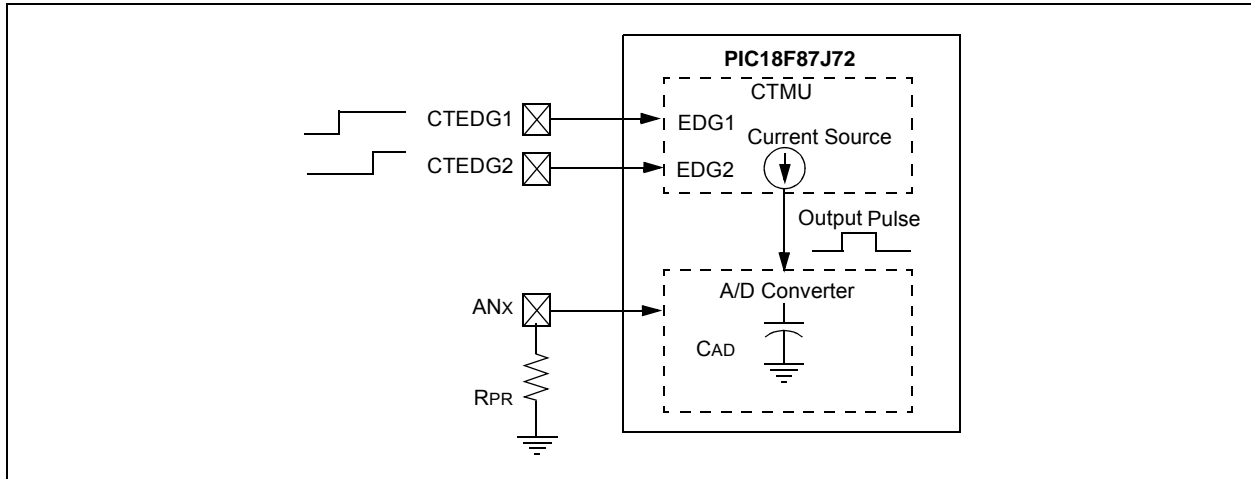 PIC18F87J72
CTMU
CTEDG1
EDG1
Current Source
CTEDG2
EDG2
Output Pulse
A/D Converter
ANX
CAD
RPR